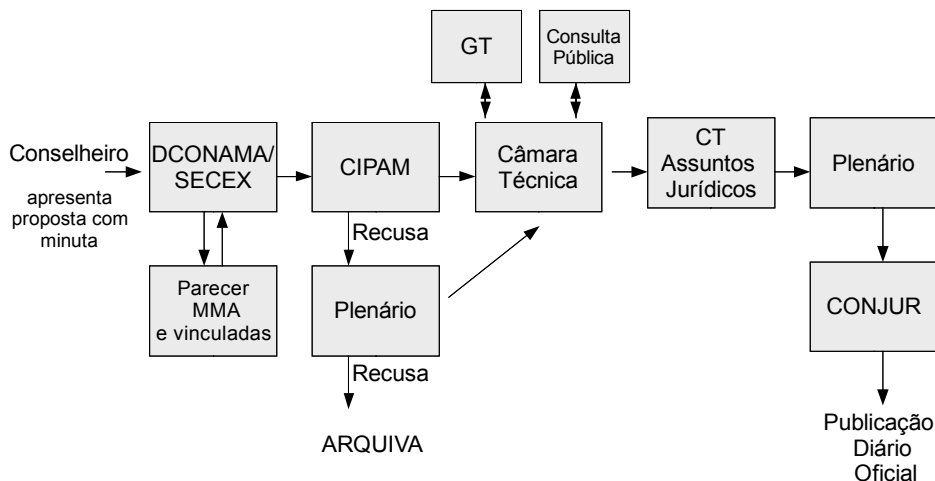 GT
Consulta
Pública
Conselheiro
apresenta
proposta com
minuta
DCONAMA/
SECEX
CIPAM
Câmara
Técnica
CT
Assuntos
Jurídicos
Plenário
Recusa
Parecer
MMA
e vinculadas
Plenário
CONJUR
Recusa
ARQUIVA
Publicação
Diário
Oficial